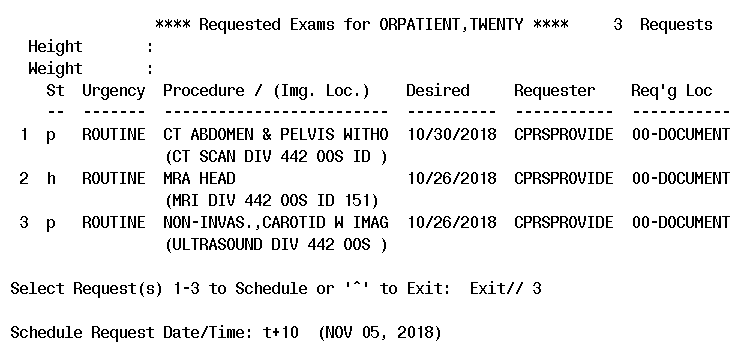 **** Requested Exams for ORPATIENT,TWENTY **** 3 Requests
Height :
Weight :
St Urgency Procedure / (Img. Loc.) Desired Requester Req'g Loc
-- ------- ------------------------- ---------- ---------- -----------
1 p ROUTINE CT ABDOMEN & PELVIS WITHO 10/30/2018 CPRSPROVIDE 00-DOCUMENT
(CT SCAN DIV 442 OOS ID )
2 h ROUTINE MRA HEAD 10/26/2018 CPRSPROVIDE 00-DOCUMENT
(MRI DIV 442 OOS ID 151)
3 p ROUTINE NON-INVAS.,CAROTID W IMAG 10/26/2018 CPRSPROVIDE 00-DOCUMENT
(ULTRASOUND DIV 442 OOS )
Select Request(s) 1-3 to Schedule or '^' to Exit: Exit// 3
Schedule Request Date/Time: t+10 (NOV 05, 2018)